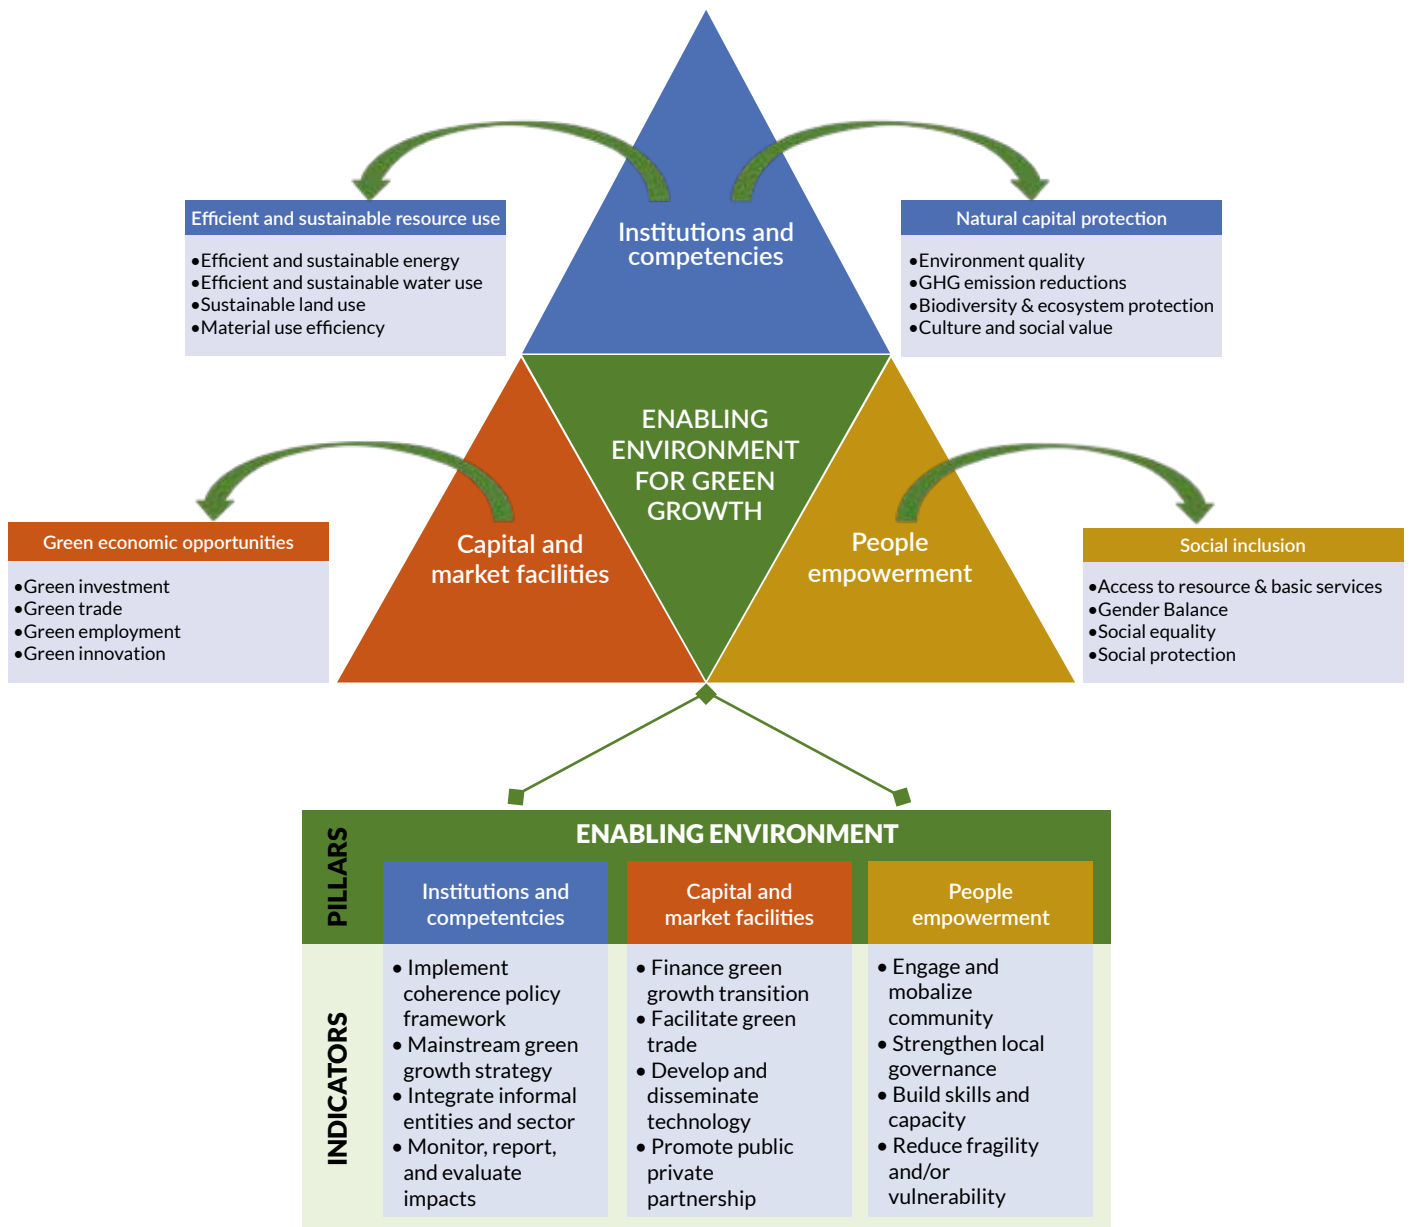 Institutions and
competencies
Efficient and sustainable resource use
•Efficient and sustainable energy
•Efficient and sustainable water use
•Sustainable land use
•Material use efficiency
Natural capital protection
•Environment quality
•GHG emission reductions
•Biodiversity & ecosystem protection
•Culture and social value
ENABLING
ENVIRONMENT
FOR GREEN
GROWTH
Capital and
market facilities
People
empowerment
Green economic opportunities
•Green investment
•Green trade
•Green employment
•Green innovation
Social inclusion
•Access to resource & basic services
•Gender Balance
•Social equality
•Social protection
PILLARS
ENABLING ENVIRONMENT
Institutions and
competentcies
Capital and
market facilities
People
empowerment
INDICATORS
• Implement
coherence policy
framework
• Mainstream green
growth strategy
• Integrate informal
entities and sector
• Monitor, report,
and evaluate
impacts
• Finance green
growth transition
• Facilitate green
trade
• Develop and
disseminate
technology
• Promote public
private
partnership
• Engage and
mobalize
community
• Strengthen local
governance
• Build skills and
capacity
• Reduce fragility
and/or
vulnerability